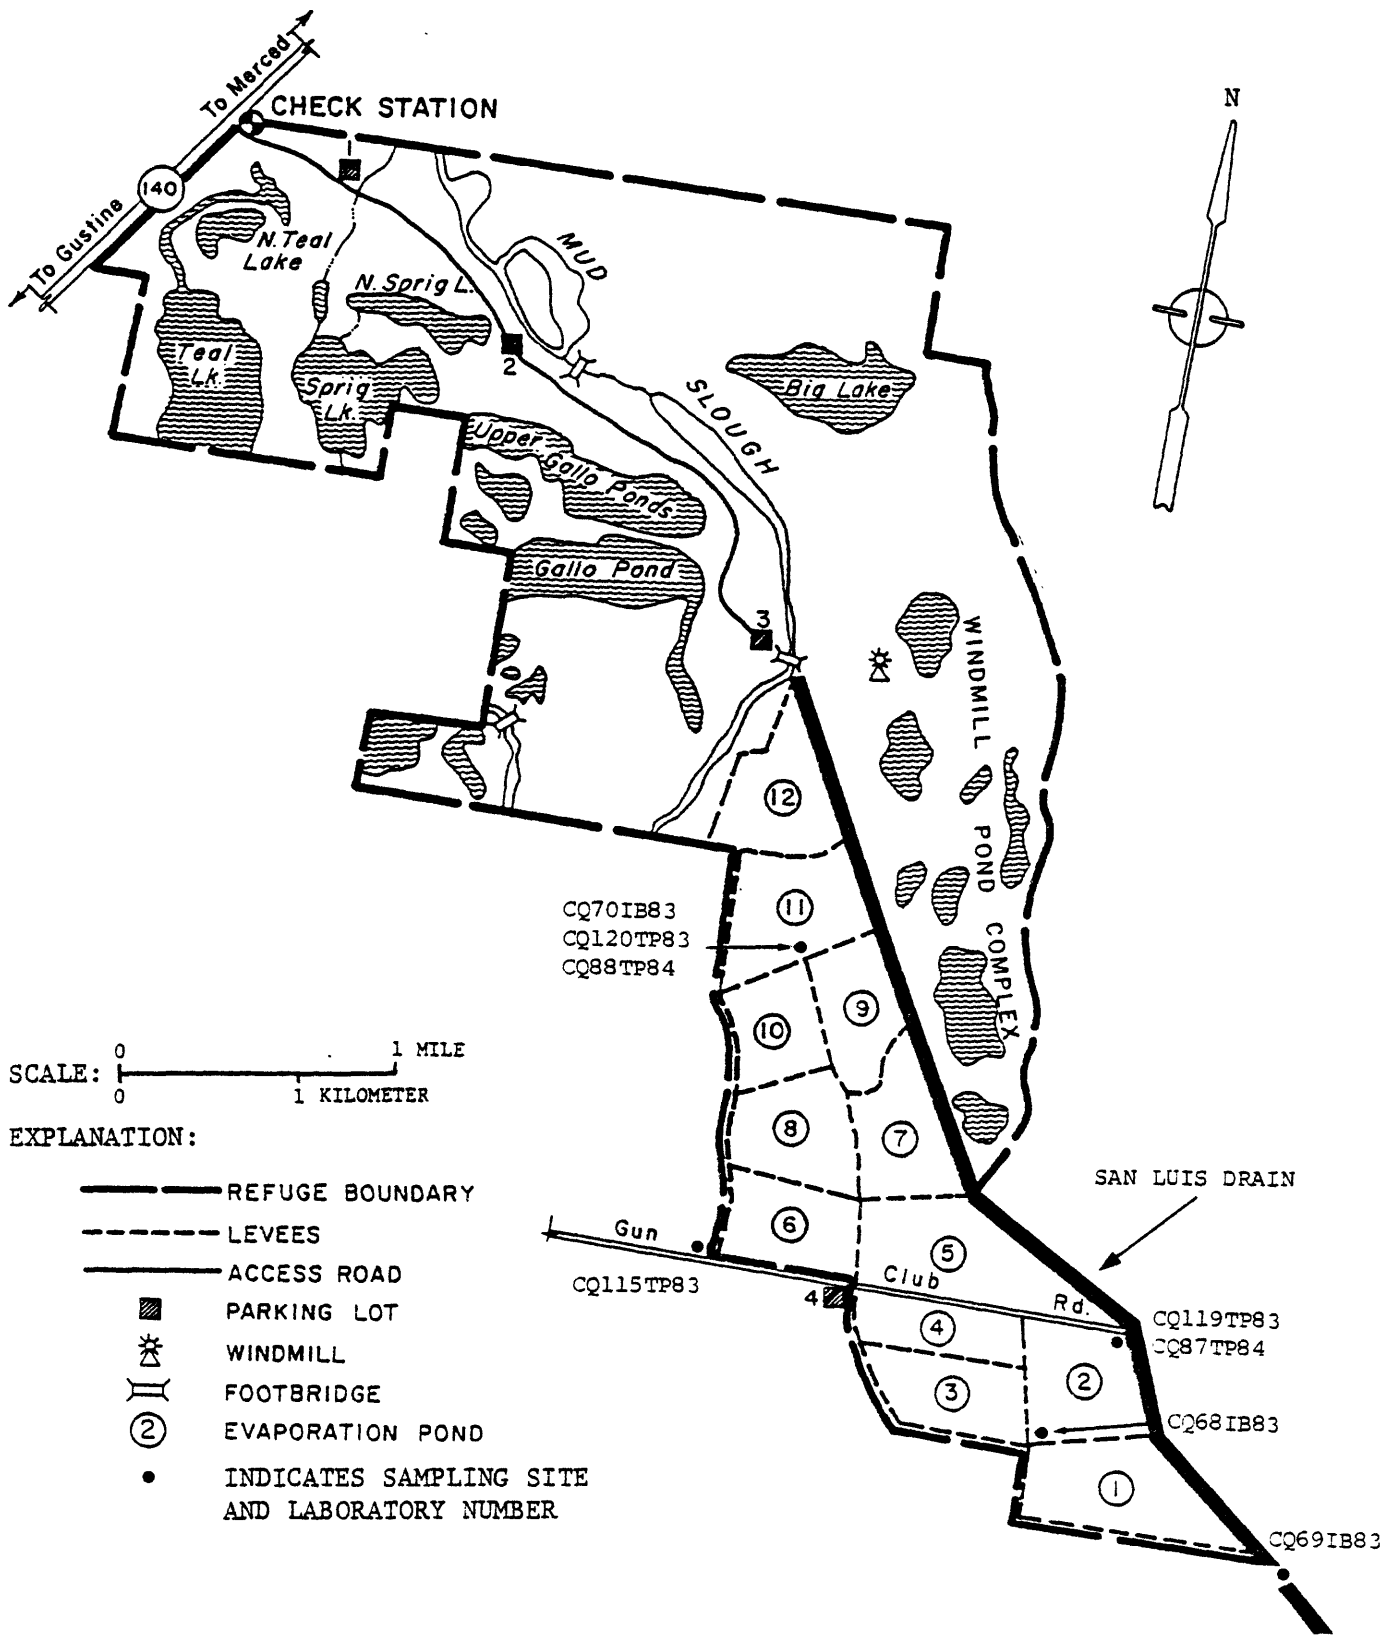 To Merced
CHECK STATION
N
140
To Gustine
N. Teal
Lake
MUD
N. Sprig L.
Teal
Lk.
2
Sprig
Lk.
SLOUGH
Big Lake
Upper
Gallo Ponds
Gallo Pond
3
WINDMILL POND COMPLEX
12
11
CQ70IB83
CQ120TP83
CQ88TP84
9
10
SCALE:
0 1 MILE
0 1 KILOMETER
EXPLANATION:
8
7
REFUGE BOUNDARY
LEVEES
ACCESS ROAD
PARKING LOT
WINDMILL
FOOTBRIDGE
2 EVAPORATION POND
INDICATES SAMPLING SITE
AND LABORATORY NUMBER
SAN LUIS DRAIN
6
5
Gun Club Rd.
CQ115TP83
4
CQ119TP83
CQ87TP84
4
3
2
CQ68IB83
1
CQ69IB83